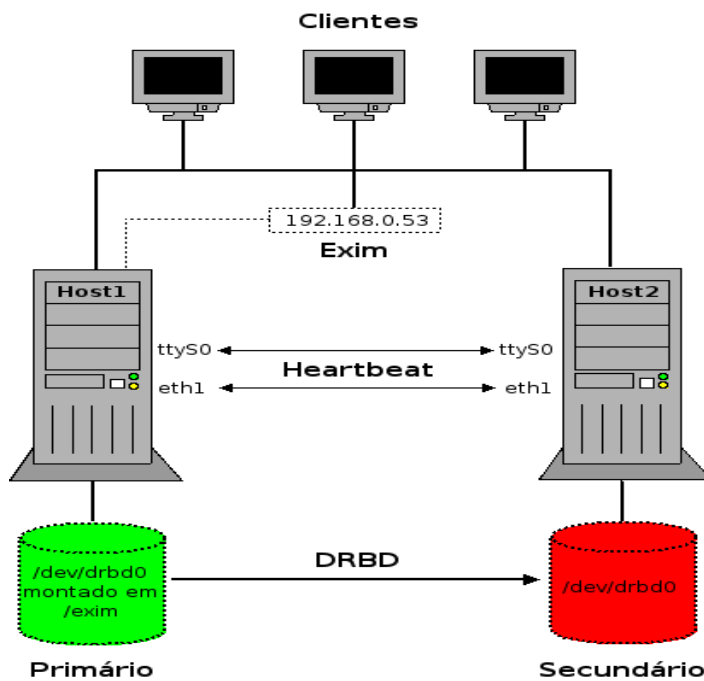 Clientes
192.168.0.53
Exim
Host1
Host2
ttyS0
ttyS0
Heartbeat
eth1
eth1
DRBD
/dev/drbd0
montado em
/exim
/dev/drbd0
Primário
Secundário